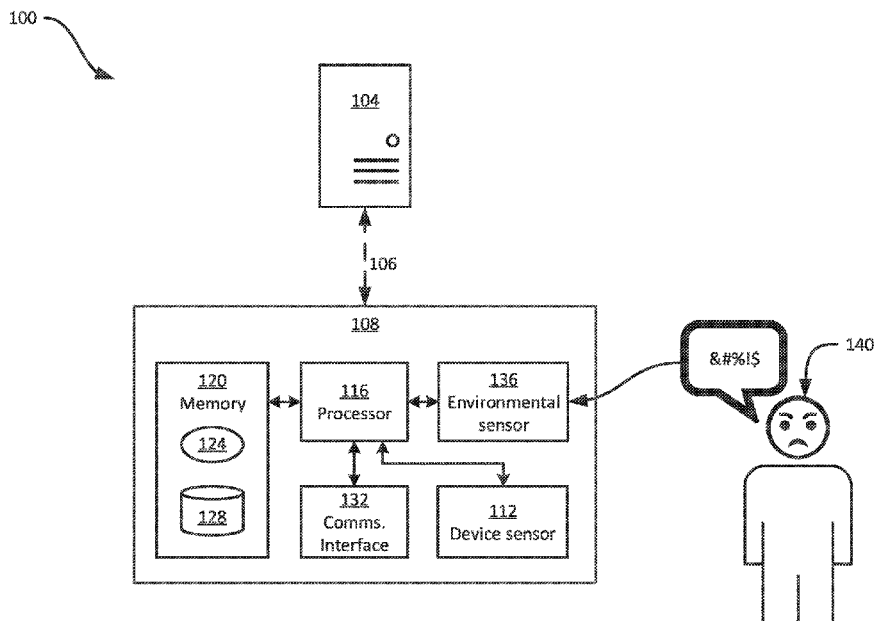 100
104
106
108
120
Memory
124
128
116
Processor
136
Environmental
sensor
132
Comms.
Interface
112
Device sensor
&#%!$
140